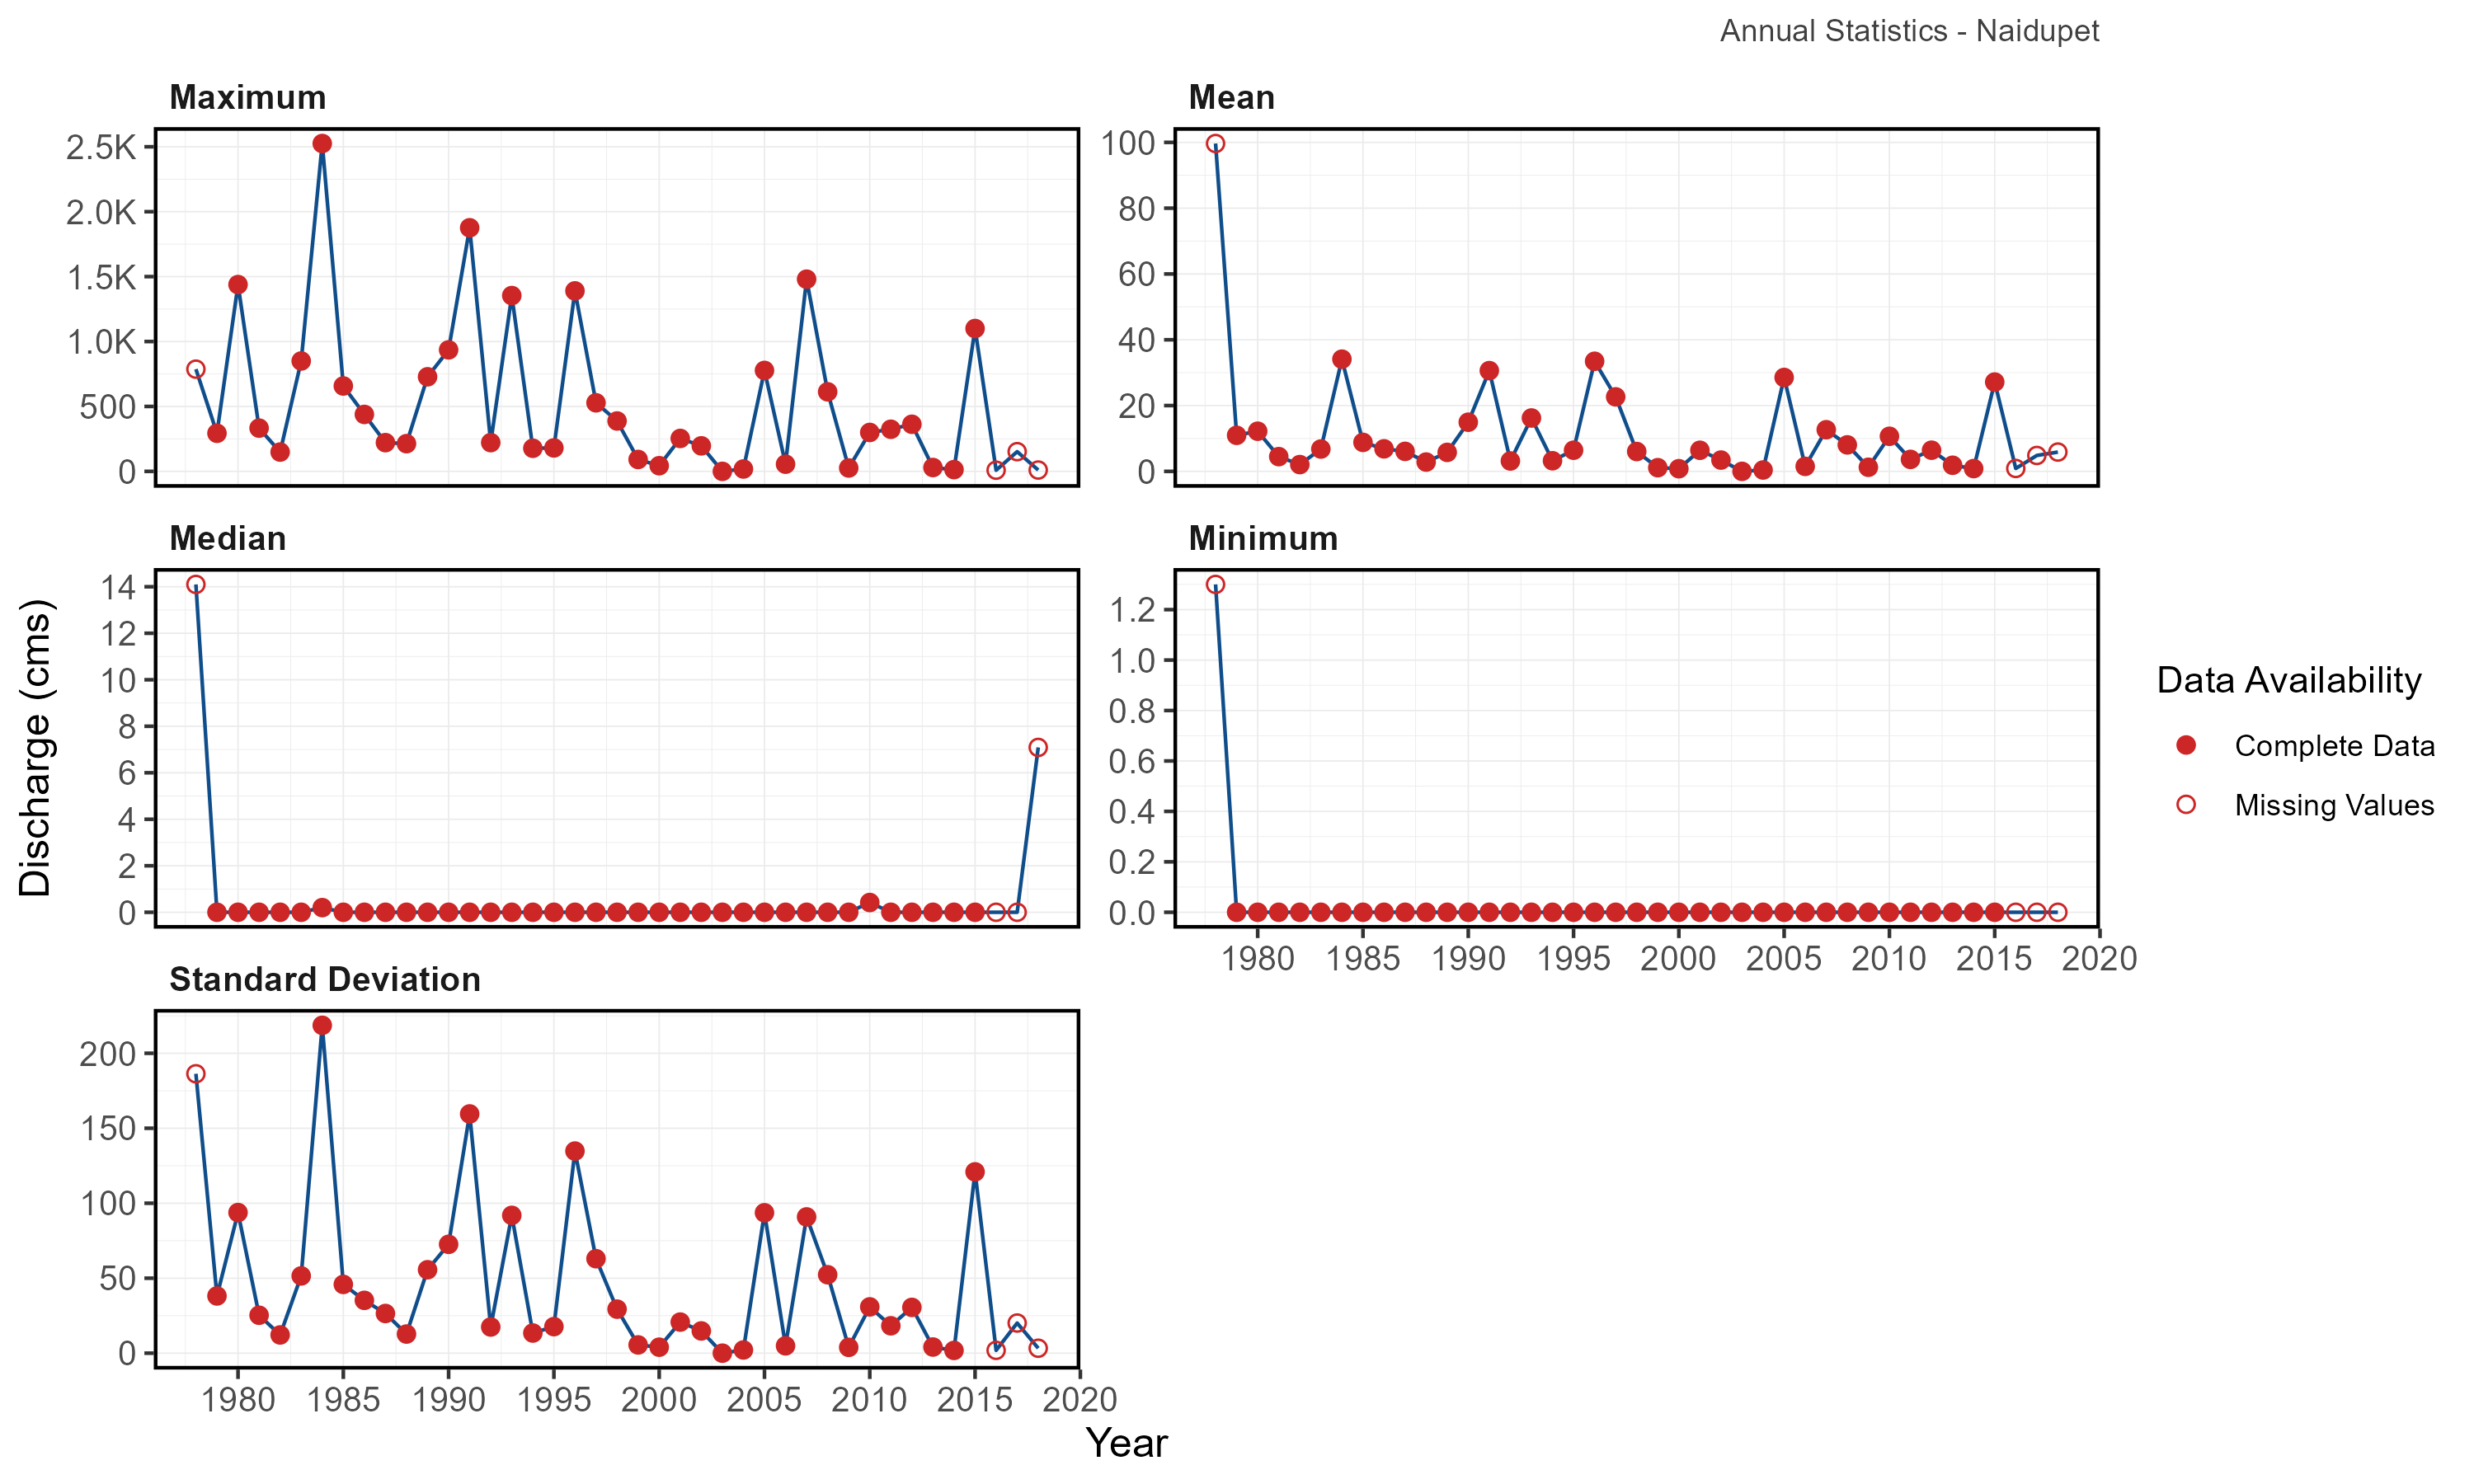 Annual Statistics - Naidupet
Maximum
2.5K
2.0K
1.5K
1.0K
500
0
Mean
100
80
60
40
20
0
Median
14
12
10
8
6
4
2
0
Minimum
1.2
1.0
0.8
0.6
0.4
0.2
0.0
1980 1985 1990 1995 2000 2005 2010 2015 2020
Standard Deviation
200
150
100
50
0
1980 1985 1990 1995 2000 2005 2010 2015 2020
Discharge (cms)
Year
Data Availability
Complete Data
Missing Values